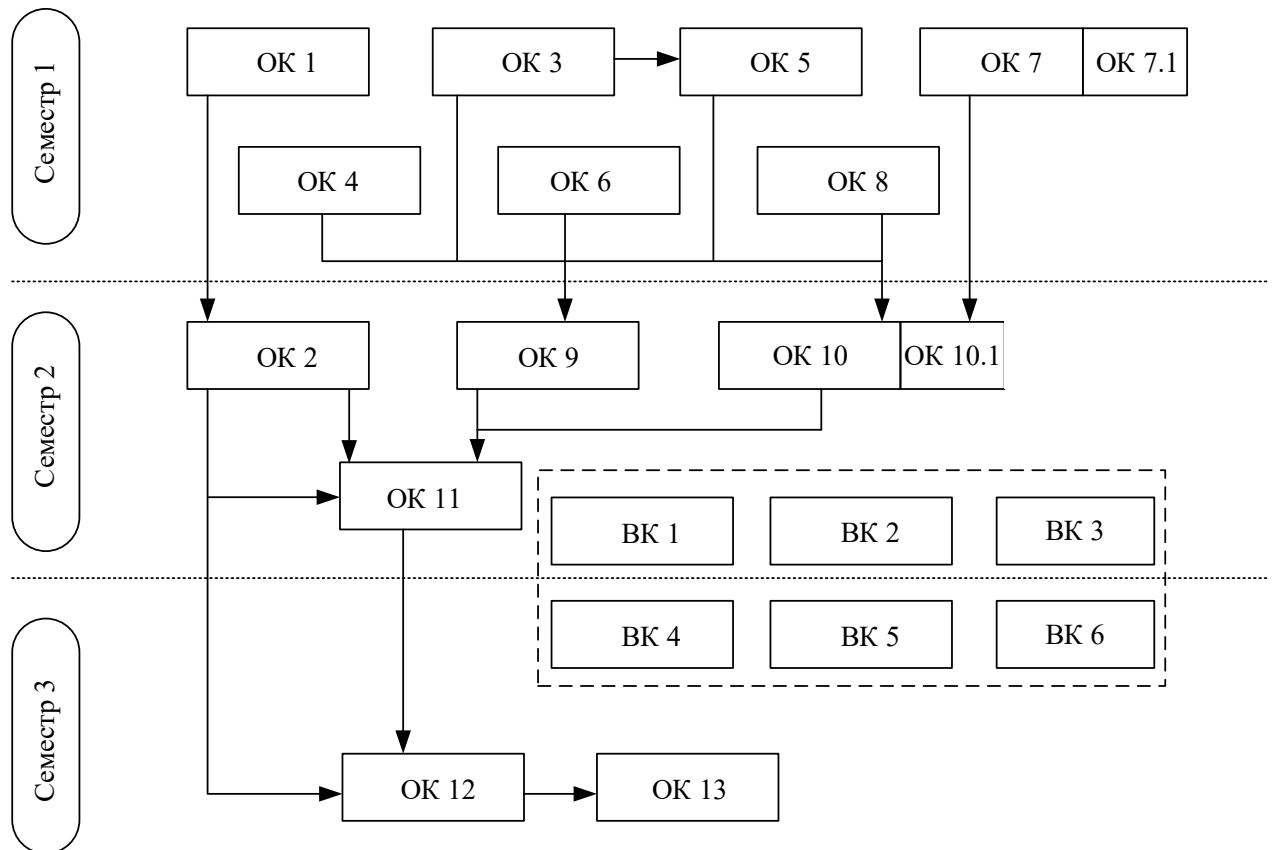 Семестр 1
ОК 1
ОК 3
ОК 5
ОК 7
ОК 7.1
ОК 4
ОК 6
ОК 8
Семестр 2
ОК 2
ОК 9
ОК 10
ОК 10.1
ОК 11
ВК 1
ВК 2
ВК 3
Семестр 3
ВК 4
ВК 5
ВК 6
ОК 12
ОК 13